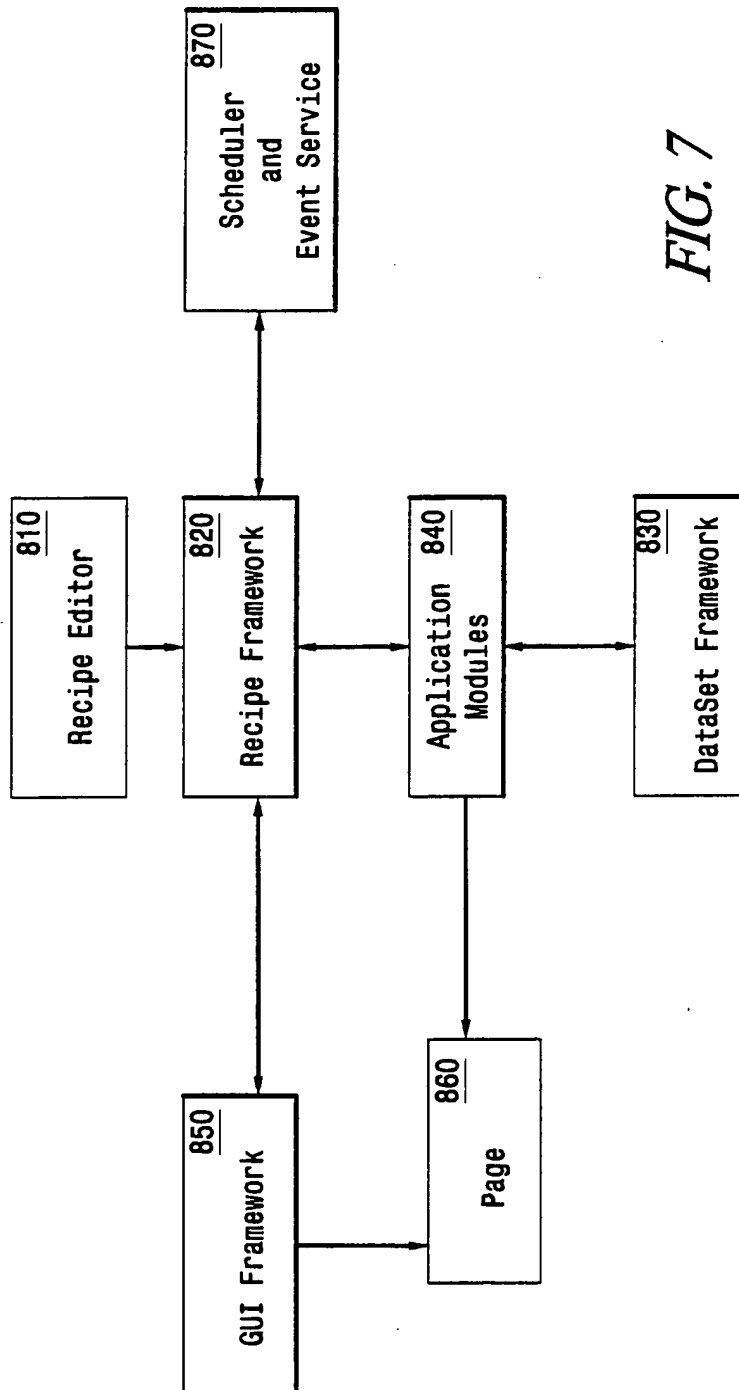 810
Recipe Editor
850
GUI Framework
820
Recipe Framework
870
Scheduler
and
Event Service
860
Page
840
Application
Modules
830
DataSet Framework
FIG. 7